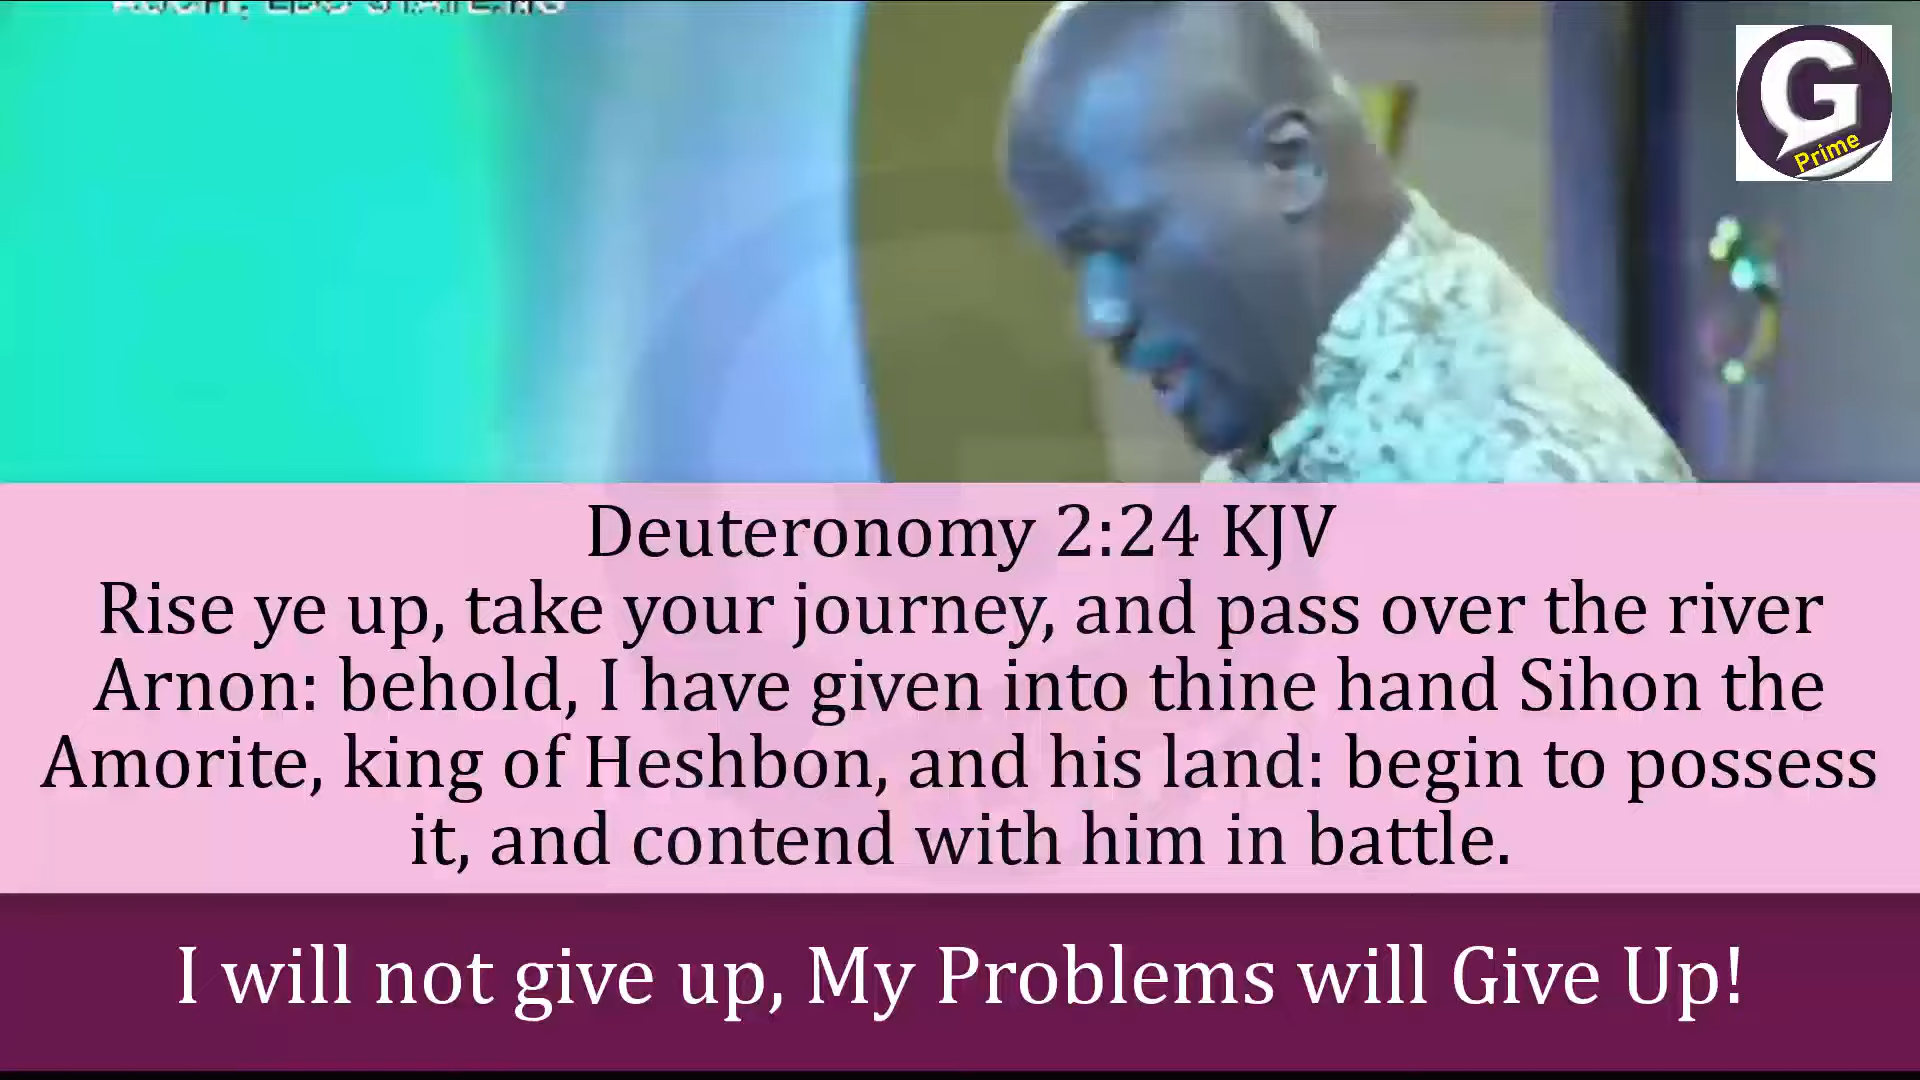 G
Prime
Deuteronomy 2:24 KJV
Rise ye up, take your journey, and pass over the river
Arnon: behold, I have given into thine hand Sihon the
Amorite, king of Heshbon, and his land: begin to possess
it, and contend with him in battle.
I will not give up, My Problems will Give Up!